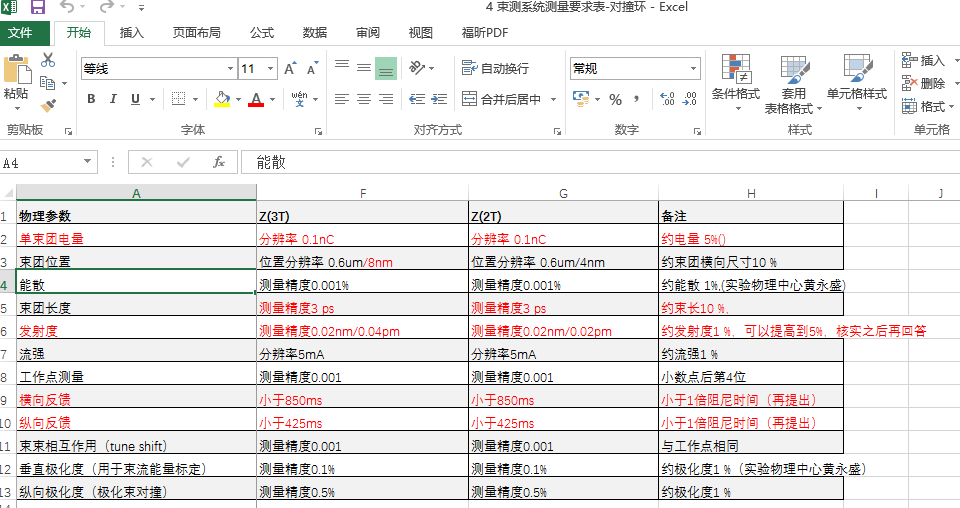 4 束测系统测量要求表-对撞环 - Excel
文件 开始 插入 页面布局 公式 数据 审阅 视图 福昕PDF
等线 11 A A 自动换行 常规 插入
粘贴 B I U A wén 合并后居中 % 条件格式 套用 表格格式 单元格样式 删除
格式
剪贴板 字体 对齐方式 数字 样式 单元格
A4 fx 能散
A F G H I J
1 物理参数 Z(3T) Z(2T) 备注
2 单束团电量 分辨率 0.1nC 分辨率 0.1nC 约电量 5%()
3 束团位置 位置分辨率 0.6um/8nm 位置分辨率 0.6um/4nm 约束团横向尺寸10 %
4 能散 测量精度0.001% 测量精度0.001% 约能散 1%,(实验物理中心黄永盛)
5 束团长度 测量精度3 ps 测量精度3 ps 约束长10 %,
6 发射度 测量精度0.02nm/0.04pm 测量精度0.02nm/0.02pm 约发射度1 %，可以提高到5%，核实之后再回答
7 流强 分辨率5mA 分辨率5mA 约流强1 %
8 工作点测量 测量精度0.001 测量精度0.001 小数点后第4位
9 横向反馈 小于850ms 小于850ms 小于1倍阻尼时间（再提出）
10 纵向反馈 小于425ms 小于425ms 小于1倍阻尼时间（再提出）
11 束束相互作用（tune shift） 测量精度0.001 测量精度0.001 与工作点相同
12 垂直极化度（用于束流能量标定） 测量精度0.1% 测量精度0.1% 约极化度1 %（实验物理中心黄永盛）
13 纵向极化度（极化束对撞） 测量精度0.5% 测量精度0.5% 约极化度1 %